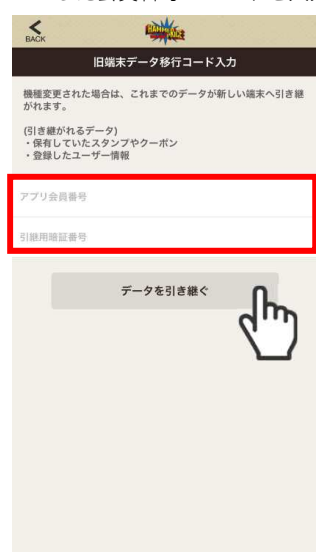 BACK
HAMMER PRICE
旧端末データ移行コード入力
機種変更された場合は、これまでのデータが新しい端末へ引き継
がれます。
(引き継がれるデータ)
・保有していたスタンプやクーポン
・登録したユーザー情報
アプリ会員番号
引継用暗証番号
データを引き継ぐ